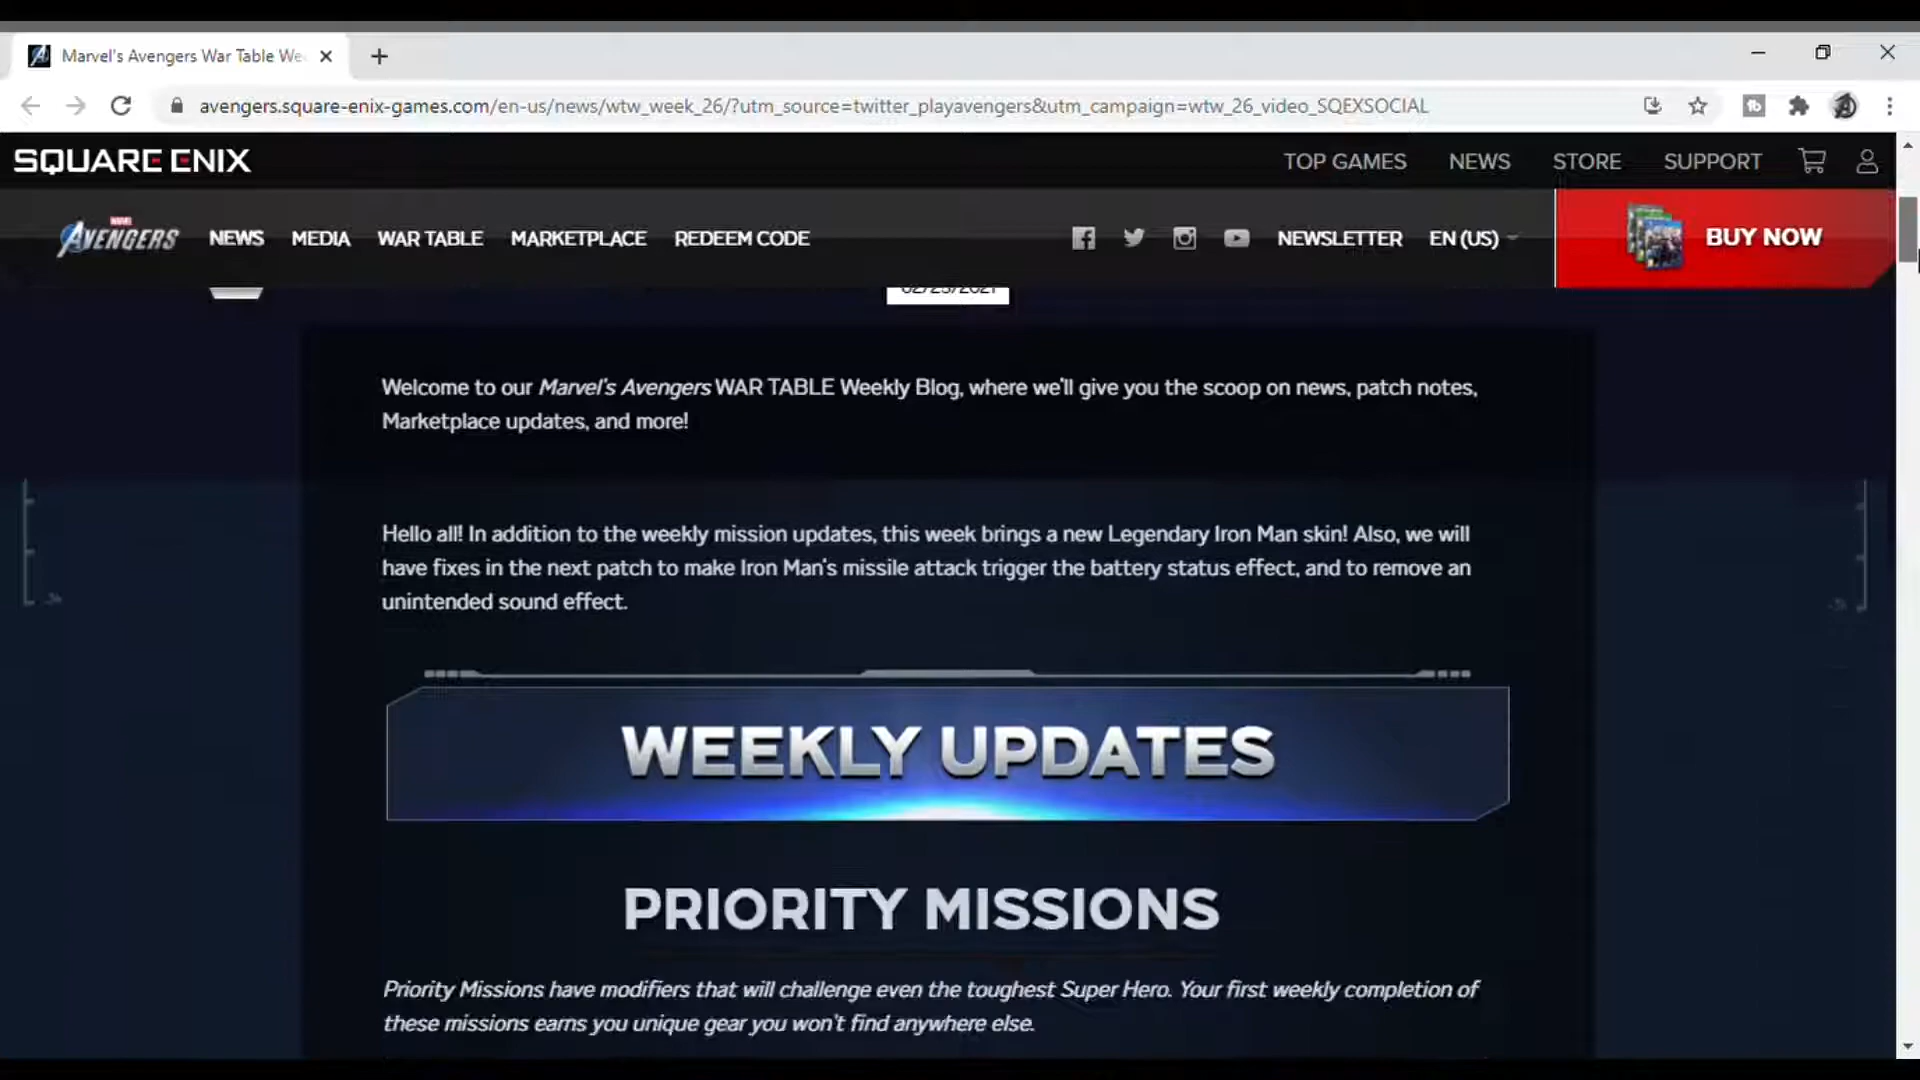 Marvel's Avengers War Table We
avengers.square-enix-games.com/en-us/news/wtw_week_26/?utm_source=twitter_playavengers&utm_campaign=wtw_26_video_SQEXSOCIAL
SQUARE ENIX
TOP GAMES NEWS STORE SUPPORT
MARVEL AVENGERS NEWS MEDIA WAR TABLE MARKETPLACE REDEEM CODE NEWSLETTER EN (US) BUY NOW
Welcome to our Marvel's Avengers WAR TABLE Weekly Blog, where we'll give you the scoop on news, patch notes,
Marketplace updates, and more!
Hello all! In addition to the weekly mission updates, this week brings a new Legendary Iron Man skin! Also, we will
have fixes in the next patch to make Iron Man's missile attack trigger the battery status effect, and to remove an
unintended sound effect.
WEEKLY UPDATES
PRIORITY MISSIONS
Priority Missions have modifiers that will challenge even the toughest Super Hero. Your first weekly completion of
these missions earns you unique gear you won't find anywhere else.